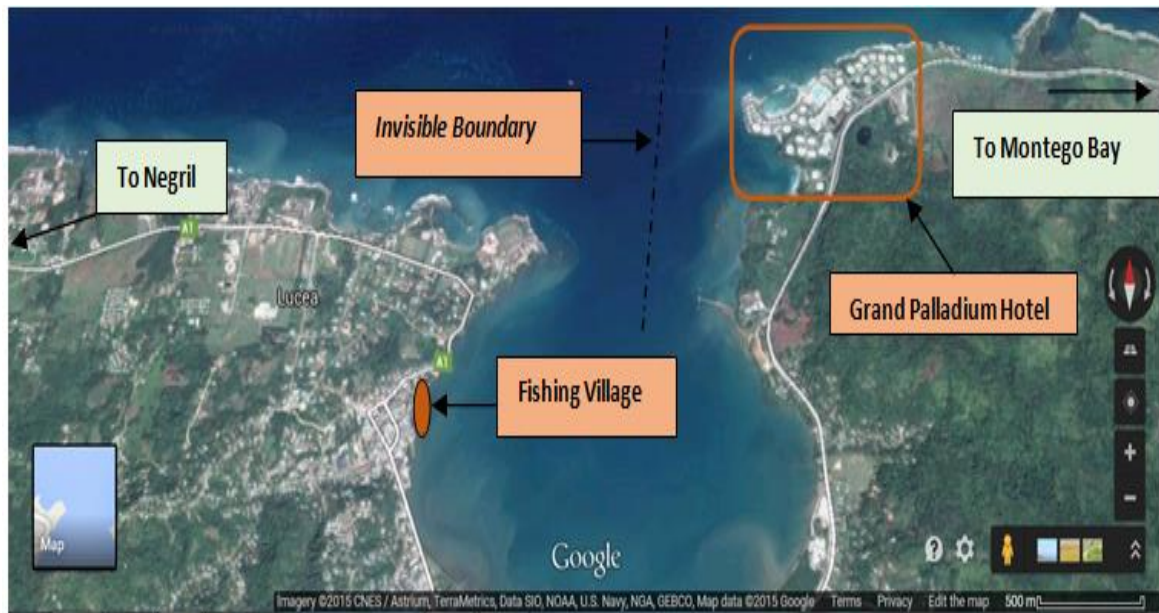 Invisible Boundary
To Negril
To Montego Bay
A1
Lucea
Grand Palladium Hotel
A1
Fishing Village
Map
Google
Imagery ©2015 CNES / Astrium, TerraMetrics, Data SIO, NOAA, U.S. Navy, NGA, GEBCO, Map data ©2015 Google Terms Privacy Edit the map 500 m